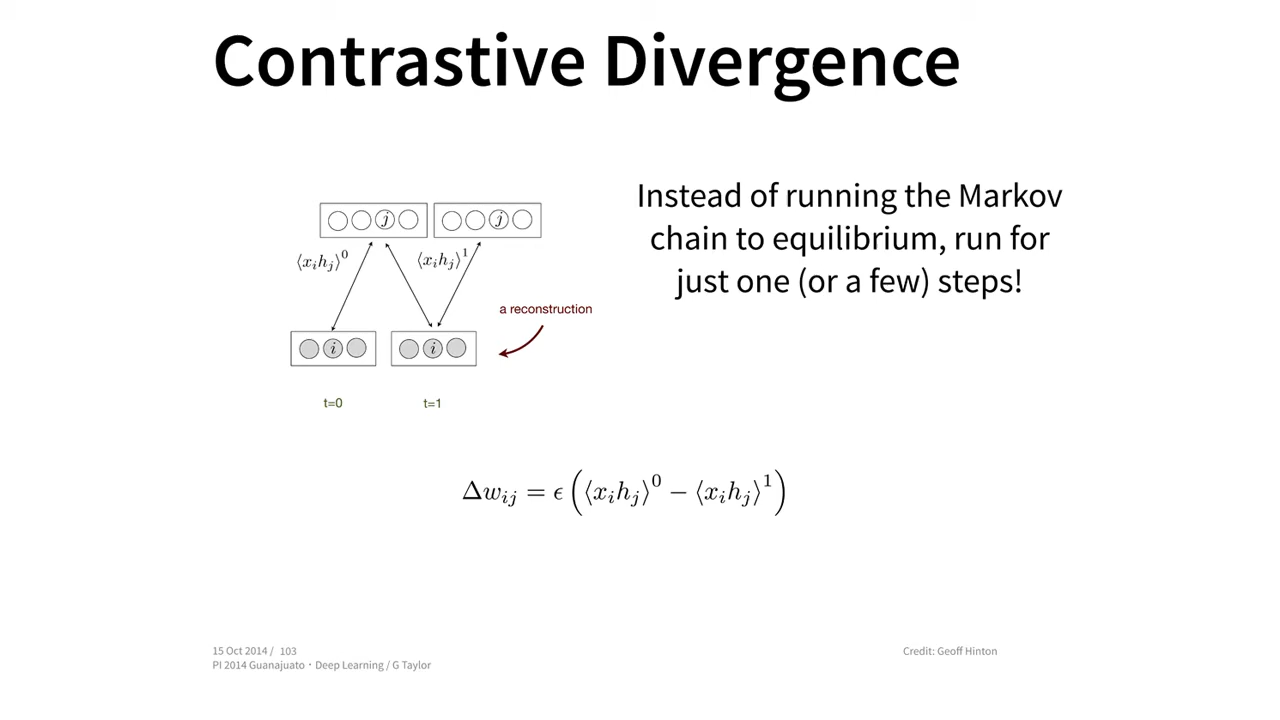 Contrastive Divergence
Instead of running the Markov
chain to equilibrium, run for
just one (or a few) steps!
j j
⟨x_i h_j⟩^0 ⟨x_i h_j⟩^1
a reconstruction
i i
t=0 t=1
Δw_{ij} = ϵ (⟨x_i h_j⟩^0 − ⟨x_i h_j⟩^1)
15 Oct 2014 / 103
PI 2014 Guanajuato · Deep Learning / G Taylor
Credit: Geoff Hinton